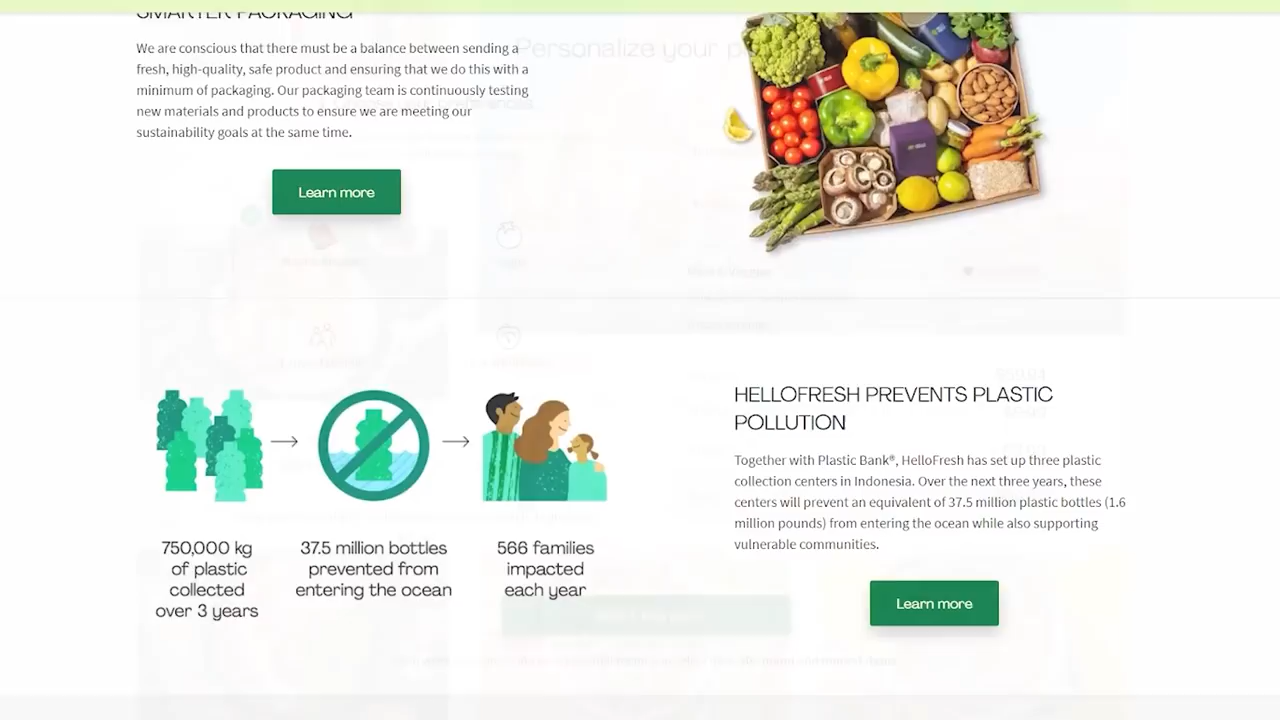 SMARTER PACKAGING
We are conscious that there must be a balance between sending a
fresh, high-quality, safe product and ensuring that we do this with a
minimum of packaging. Our packaging team is continuously testing
new materials and products to ensure we are meeting our
sustainability goals at the same time.
Learn more
Personalize your
HELLOFRESH PREVENTS PLASTIC
POLLUTION
Together with Plastic Bank®, HelloFresh has set up three plastic
collection centers in Indonesia. Over the next three years, these
centers will prevent an equivalent of 37.5 million plastic bottles (1.6
million pounds) from entering the ocean while also supporting
vulnerable communities.
Learn more
750,000 kg
of plastic
collected
over 3 years
37.5 million bottles
prevented from
entering the ocean
566 families
impacted
each year